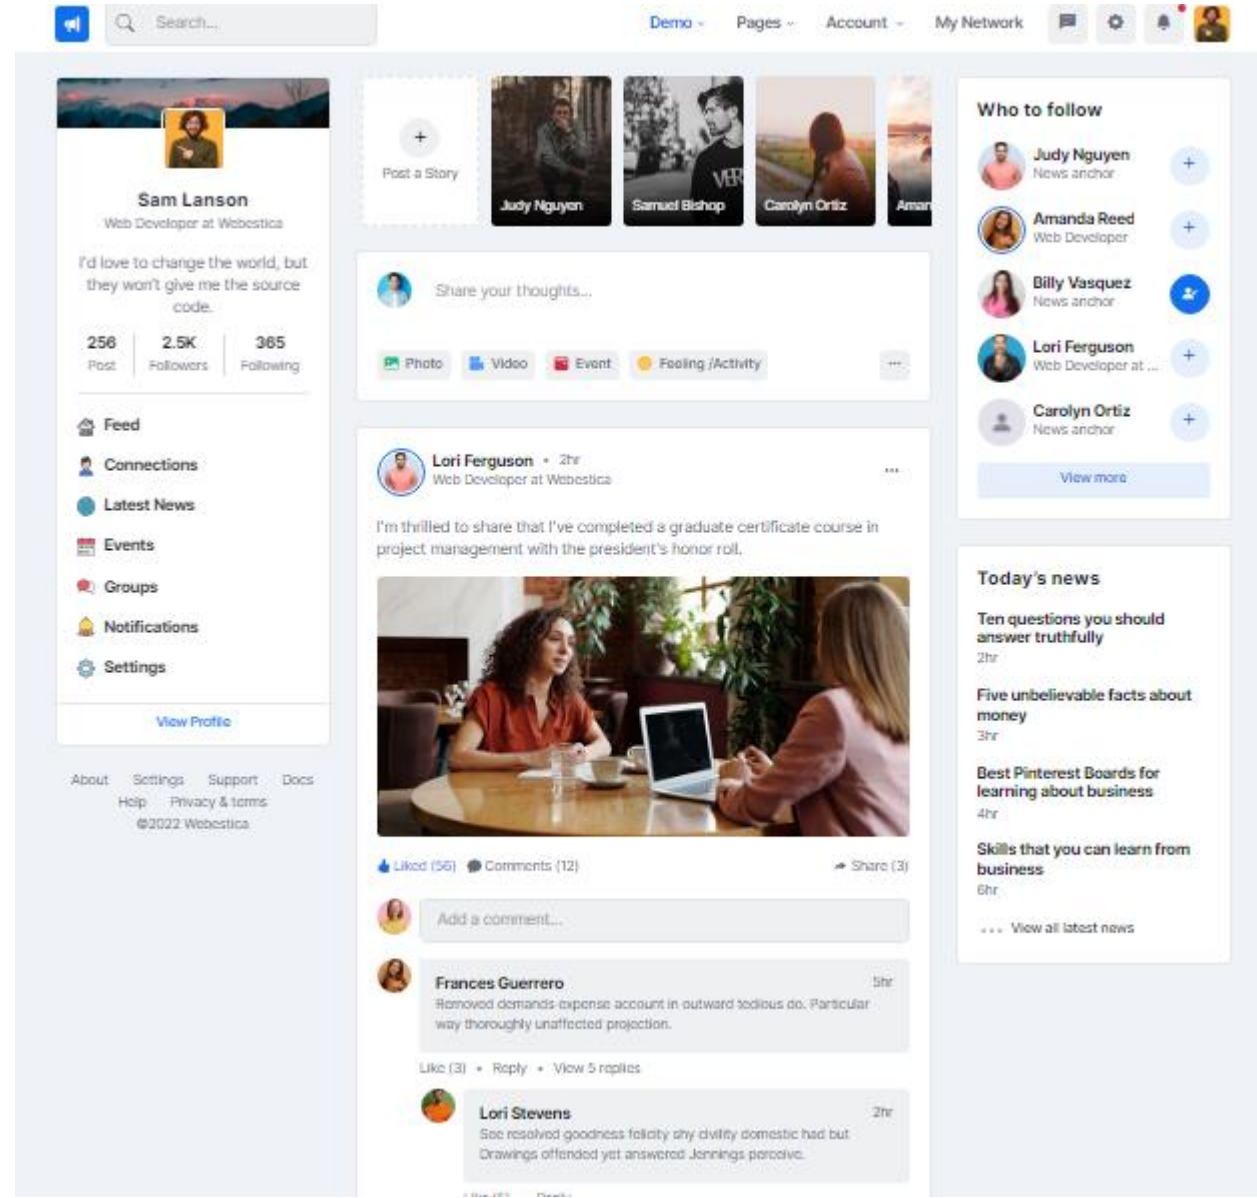 Search...
Demo
Pages
Account
My Network
Sam Lanson
Web Developer at Webestica
I'd love to change the world, but
they won't give me the source
code.
256
Post
2.5K
Followers
365
Following
Feed
Connections
Latest News
Events
Groups
Notifications
Settings
View Profile
About Settings Support Docs
Help Privacy & terms
©2022 Webestica
+
Post a Story
Judy Nguyen
Samuel Bishop
VER
Carolyn Ortiz
Aman
Share your thoughts...
Photo
Video
Event
Feeling /Activity
...
Lori Ferguson • 2hr
Web Developer at Webestica
...
I'm thrilled to share that I've completed a graduate certificate course in
project management with the president's honor roll.
Liked (56) Comments (12) Share (3)
Add a comment...
Frances Guerrero 5hr
Removed demands expense account in outward tedious do. Particular
way thoroughly unaffected projection.
Like (3) • Reply • View 5 replies
Lori Stevens 2hr
See resolved goodness felicity shy civility domestic had but
Drawings offended yet answered Jennings perceive.
Like (5) Reply
Who to follow
Judy Nguyen
News anchor
+
Amanda Reed
Web Developer
+
Billy Vasquez
News anchor
Lori Ferguson
Web Developer at ...
+
Carolyn Ortiz
News anchor
+
View more
Today's news
Ten questions you should
answer truthfully
2hr
Five unbelievable facts about
money
3hr
Best Pinterest Boards for
learning about business
4hr
Skills that you can learn from
business
6hr
... View all latest news